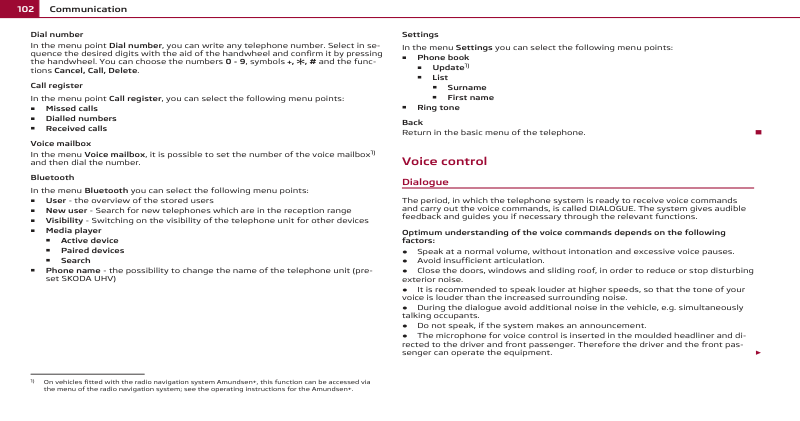 102 Communication
Dial number
In the menu point Dial number, you can write any telephone number. Select in se-
quence the desired digits with the aid of the handwheel and confirm it by pressing
the handwheel. You can choose the numbers 0 - 9, symbols +, ∗, # and the func-
tions Cancel, Call, Delete.
Call register
In the menu point Call register, you can select the following menu points:
▪ Missed calls
▪ Dialled numbers
▪ Received calls
Voice mailbox
In the menu Voice mailbox, it is possible to set the number of the voice mailbox1)
and then dial the number.
Bluetooth
In the menu Bluetooth you can select the following menu points:
▪ User - the overview of the stored users
▪ New user - Search for new telephones which are in the reception range
▪ Visibility - Switching on the visibility of the telephone unit for other devices
▪ Media player
▪ Active device
▪ Paired devices
▪ Search
▪ Phone name - the possibility to change the name of the telephone unit (pre-
set SKODA UHV)
1) On vehicles fitted with the radio navigation system Amundsen+, this function can be accessed via
the menu of the radio navigation system; see the operating instructions for the Amundsen+.
Settings
In the menu Settings you can select the following menu points:
▪ Phone book
▪ Update1)
▪ List
▪ Surname
▪ First name
▪ Ring tone
Back
Return in the basic menu of the telephone.
Voice control
Dialogue
The period, in which the telephone system is ready to receive voice commands
and carry out the voice commands, is called DIALOGUE. The system gives audible
feedback and guides you if necessary through the relevant functions.
Optimum understanding of the voice commands depends on the following
factors:
● Speak at a normal volume, without intonation and excessive voice pauses.
● Avoid insufficient articulation.
● Close the doors, windows and sliding roof, in order to reduce or stop disturbing
exterior noise.
● It is recommended to speak louder at higher speeds, so that the tone of your
voice is louder than the increased surrounding noise.
● During the dialogue avoid additional noise in the vehicle, e.g. simultaneously
talking occupants.
● Do not speak, if the system makes an announcement.
● The microphone for voice control is inserted in the moulded headliner and di-
rected to the driver and front passenger. Therefore the driver and the front pas-
senger can operate the equipment.